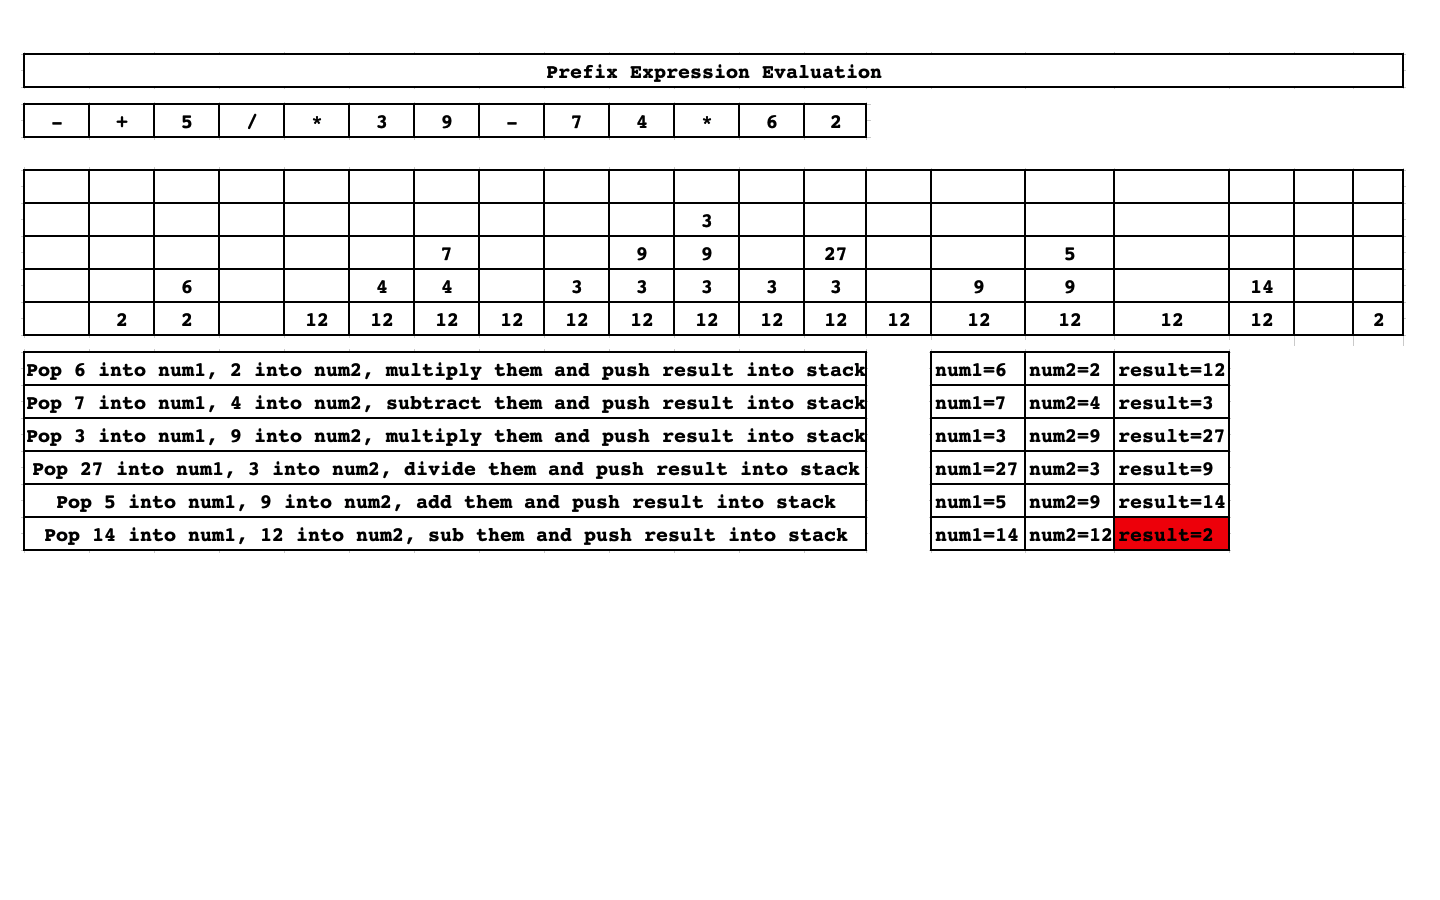 Prefix Expression Evaluation
- + 5 / * 3 9 - 7 4 * 6 2
3
7 9 9 27 5
6 4 4 3 3 3 3 3 9 9 14
2 2 12 12 12 12 12 12 12 12 12 12 12 12 12 12 2
Pop 6 into num1, 2 into num2, multiply them and push result into stack num1=6 num2=2 result=12
Pop 7 into num1, 4 into num2, subtract them and push result into stack num1=7 num2=4 result=3
Pop 3 into num1, 9 into num2, multiply them and push result into stack num1=3 num2=9 result=27
Pop 27 into num1, 3 into num2, divide them and push result into stack num1=27 num2=3 result=9
Pop 5 into num1, 9 into num2, add them and push result into stack num1=5 num2=9 result=14
Pop 14 into num1, 12 into num2, sub them and push result into stack num1=14 num2=12 result=2